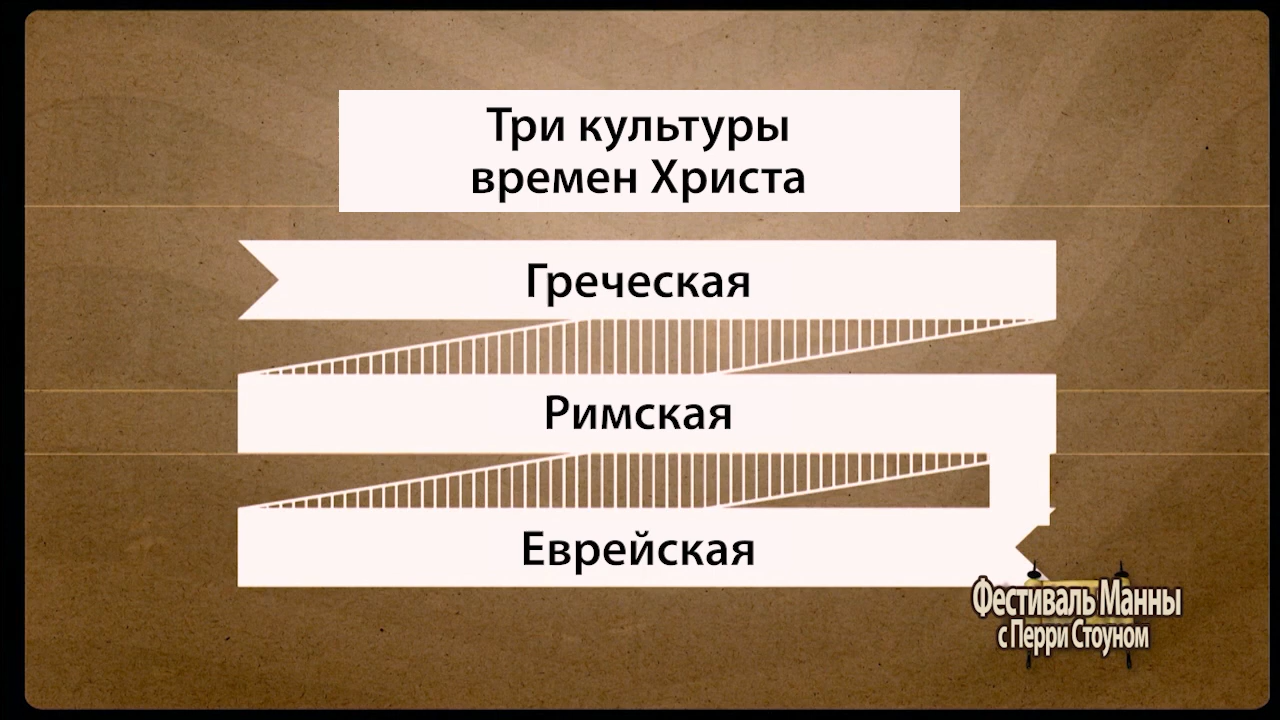 Три культуры
времен Христа
Греческая
Римская
Еврейская
Фестиваль Манны
с Перри Стоуном